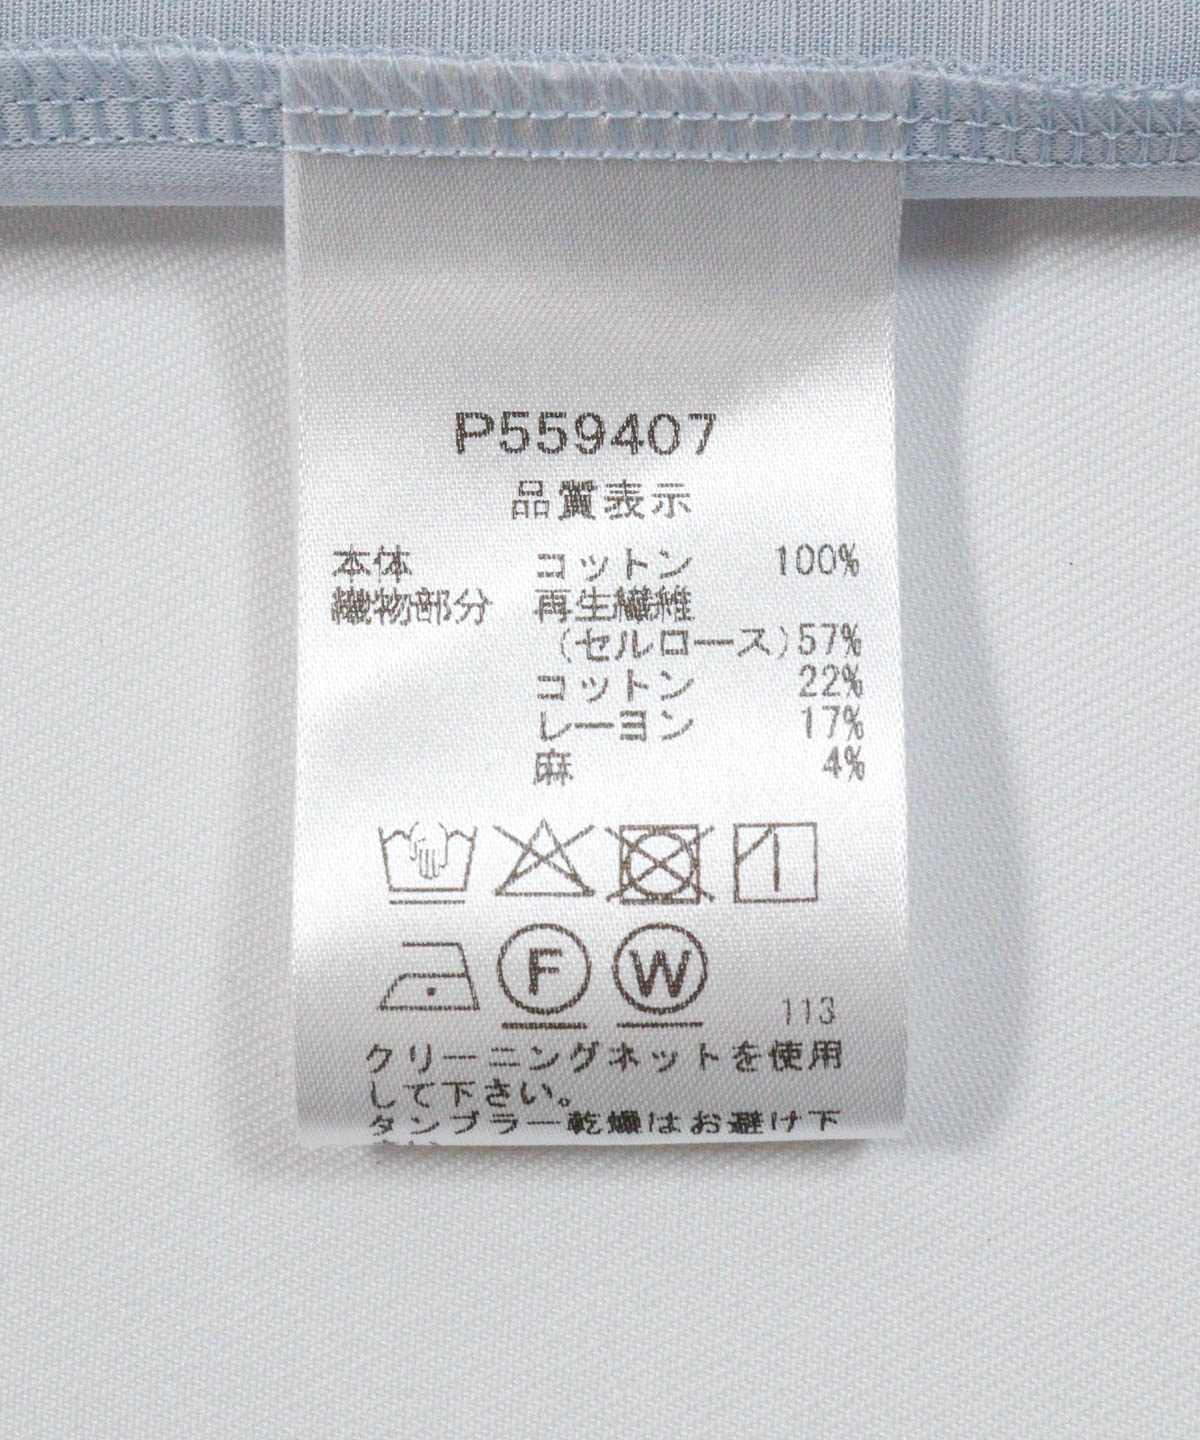 P559407
品質表示
本体 コットン 100%
織物部分 再生繊維
(セルロース)57%
コットン 22%
レーヨン 17%
麻 4%
F W
113
クリーニングネットを使用
して下さい。
タンブラー乾燥はお避け下